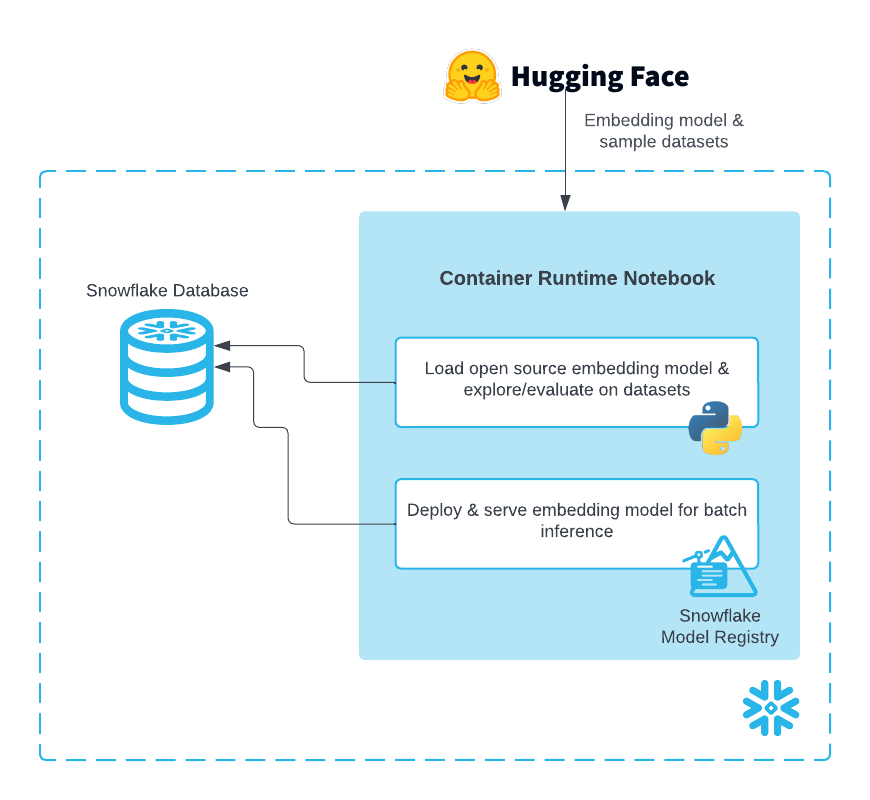 Hugging Face
Embedding model &
sample datasets
Container Runtime Notebook
Snowflake Database
Load open source embedding model &
explore/evaluate on datasets
Deploy & serve embedding model for batch
inference
Snowflake
Model Registry